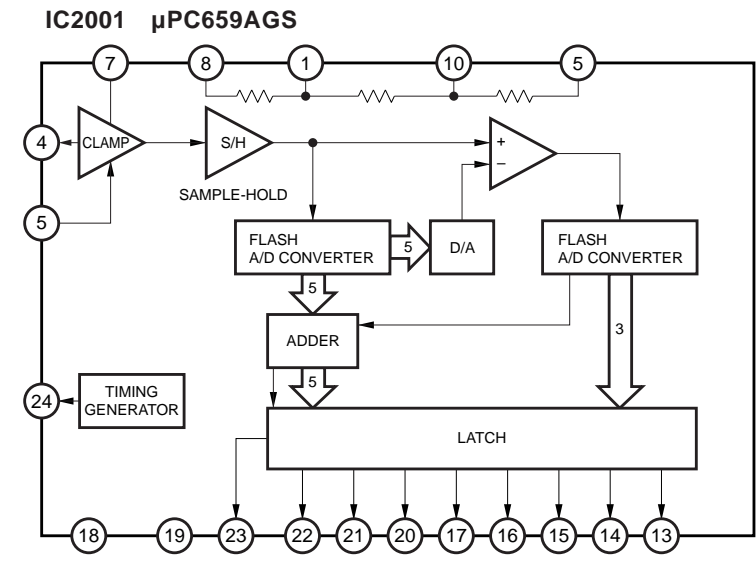 IC2001 µPC659AGS
7 8 1 10 5
4 CLAMP S/H + −
SAMPLE-HOLD
5
FLASH
A/D CONVERTER
5
D/A
FLASH
A/D CONVERTER
5
ADDER
3
24
TIMING
GENERATOR
5
LATCH
18 19 23 22 21 20 17 16 15 14 13